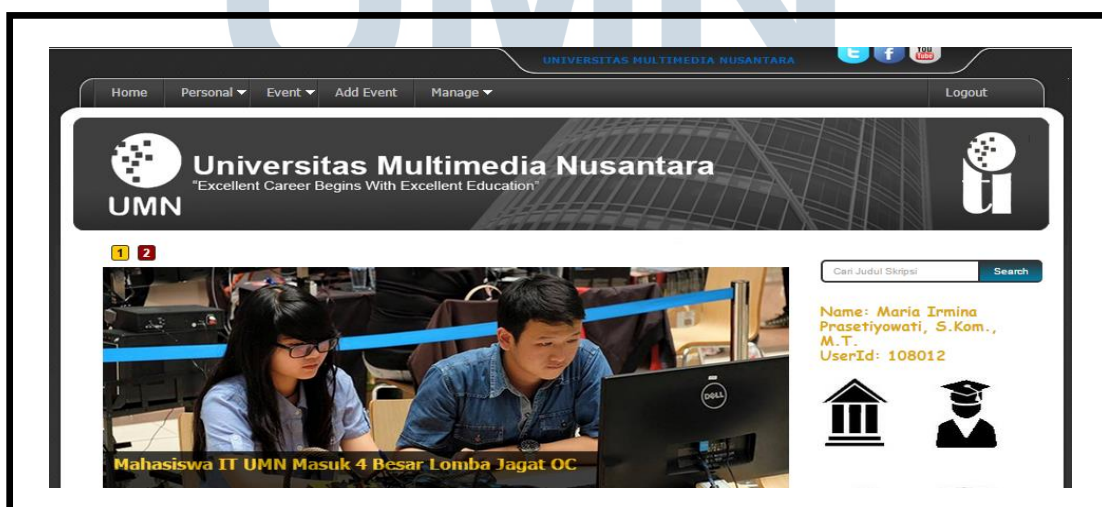 UMN
UNIVERSITAS MULTIMEDIA NUSANTARA
You
Tube
Home Personal Event Add Event Manage Logout
Universitas Multimedia Nusantara
"Excellent Career Begins With Excellent Education"
UMN
ti
1 2
Cari Judul Skripsi Search
Name: Maria Irmina
Prasetiyowati, S.Kom.,
M.T.
UserId: 108012
DELL
Mahasiswa IT UMN Masuk 4 Besar Lomba Jagat OC